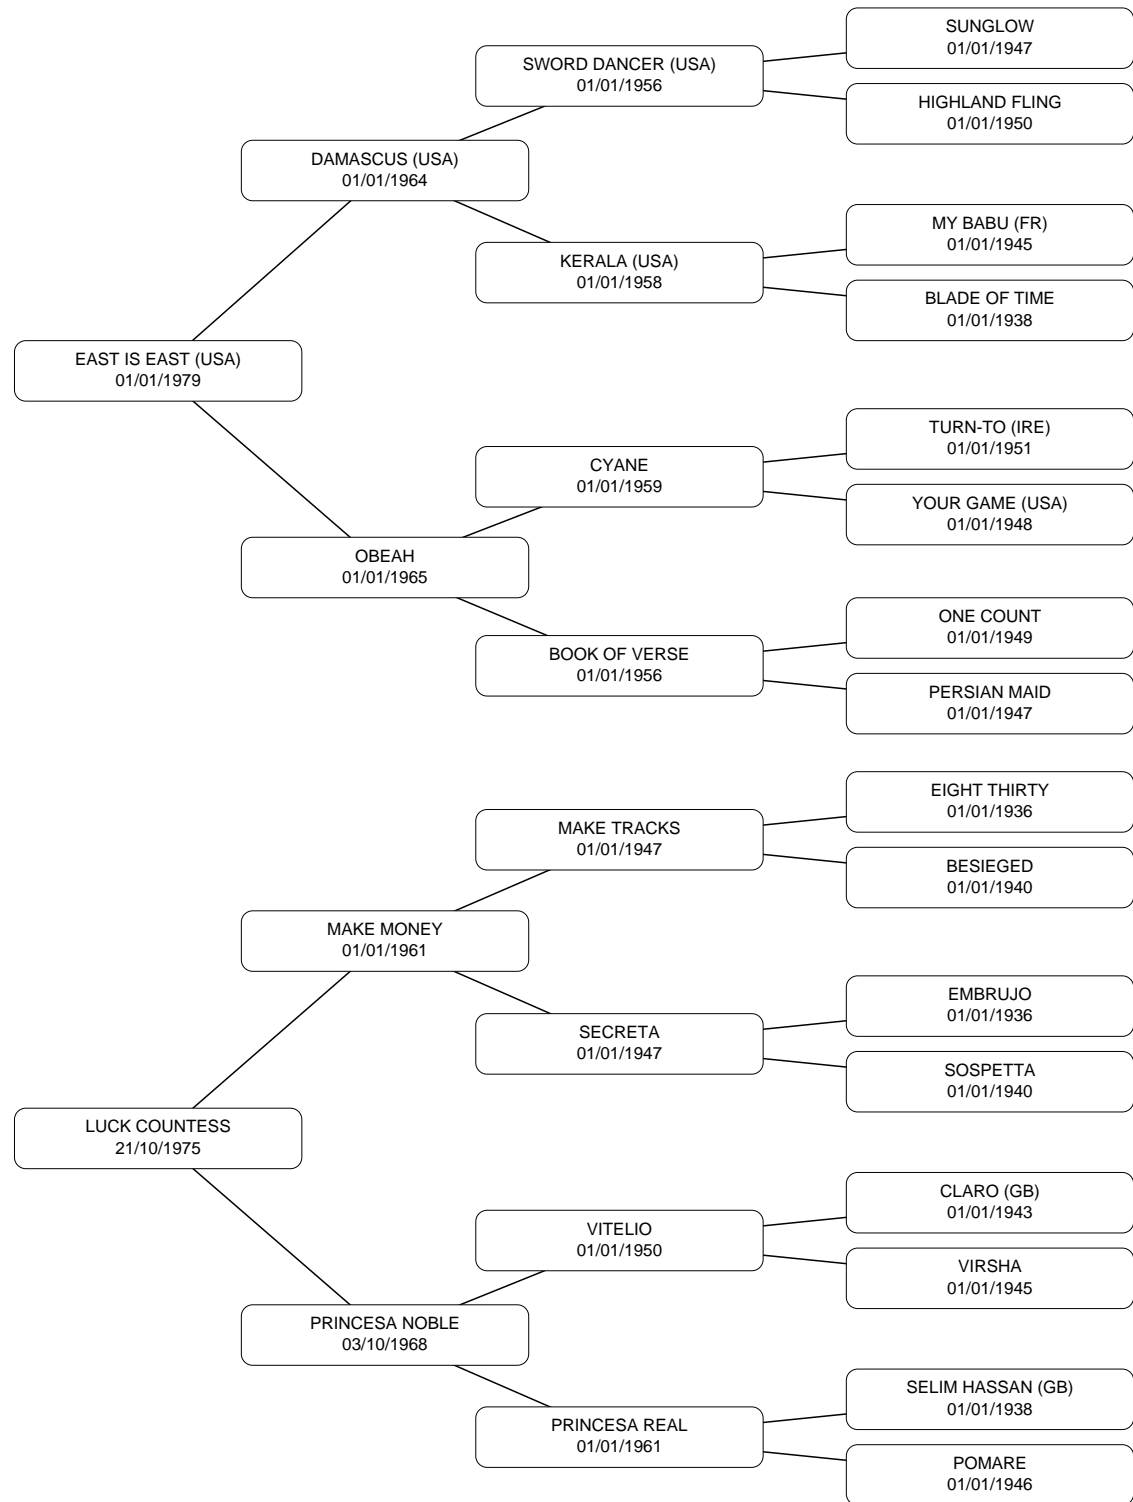 SUNGLOW
01/01/1947
SWORD DANCER (USA)
01/01/1956
HIGHLAND FLING
01/01/1950
DAMASCUS (USA)
01/01/1964
MY BABU (FR)
01/01/1945
KERALA (USA)
01/01/1958
BLADE OF TIME
01/01/1938
EAST IS EAST (USA)
01/01/1979
TURN-TO (IRE)
01/01/1951
CYANE
01/01/1959
YOUR GAME (USA)
01/01/1948
OBEAH
01/01/1965
ONE COUNT
01/01/1949
BOOK OF VERSE
01/01/1956
PERSIAN MAID
01/01/1947
EIGHT THIRTY
01/01/1936
MAKE TRACKS
01/01/1947
BESIEGED
01/01/1940
MAKE MONEY
01/01/1961
EMBRUJO
01/01/1936
SECRETA
01/01/1947
SOSPETTA
01/01/1940
LUCK COUNTESS
21/10/1975
CLARO (GB)
01/01/1943
VITELIO
01/01/1950
VIRSHA
01/01/1945
PRINCESA NOBLE
03/10/1968
SELIM HASSAN (GB)
01/01/1938
PRINCESA REAL
01/01/1961
POMARE
01/01/1946